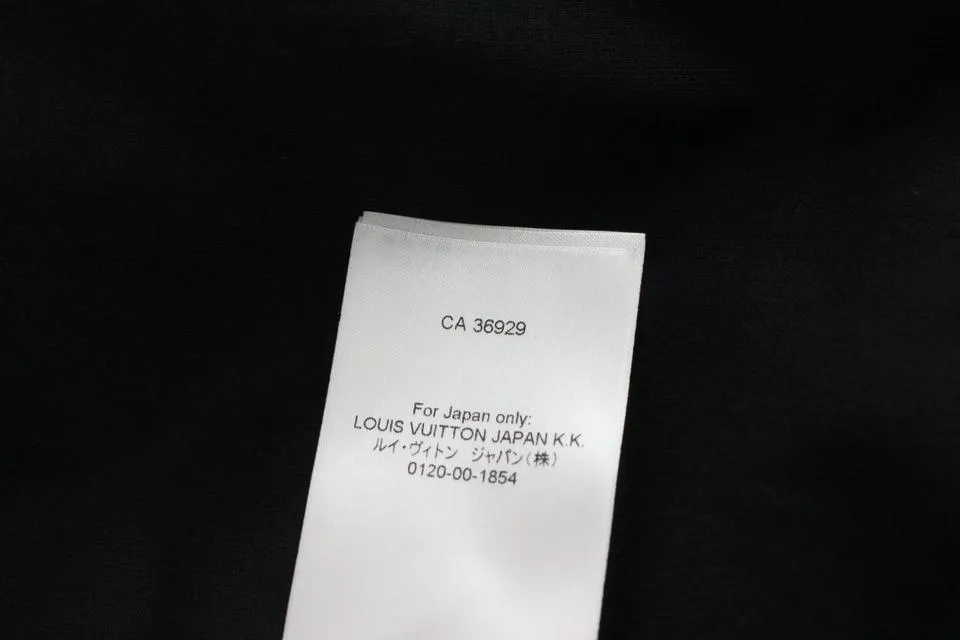 CA 36929
For Japan only:
LOUIS VUITTON JAPAN K.K.
ルイ・ヴィトン　ジャパン(株)
0120-00-1854